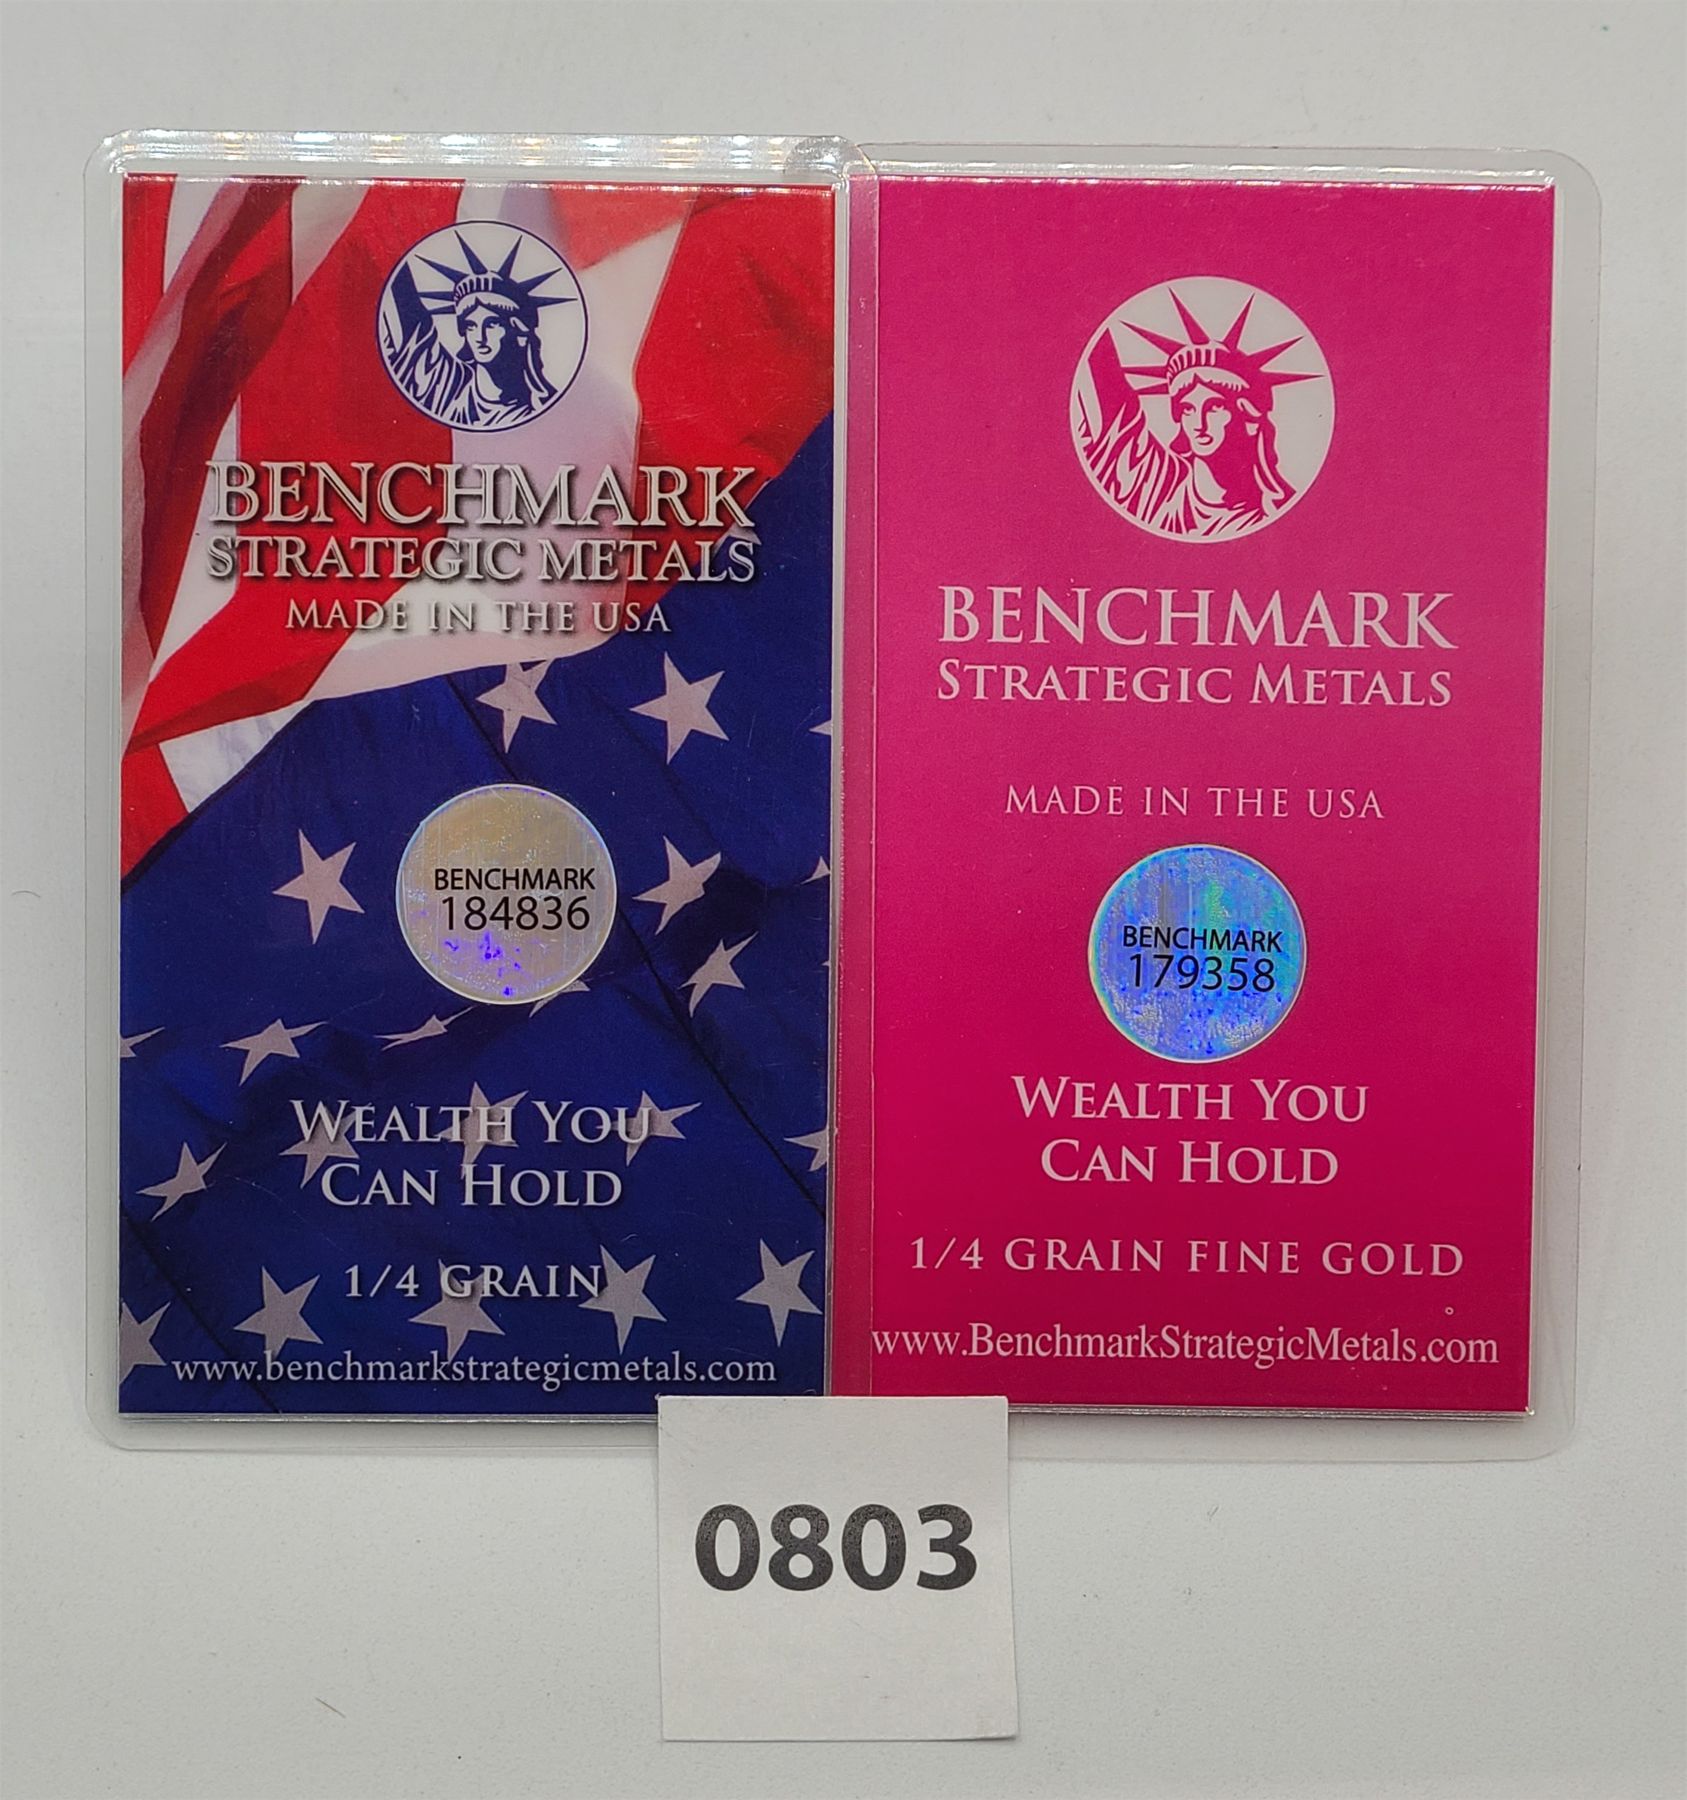 BENCHMARK
STRATEGIC METALS
MADE IN THE USA
BENCHMARK
184836
WEALTH YOU
CAN HOLD
1/4 GRAIN
www.benchmarkstrategicmetals.com
BENCHMARK
STRATEGIC METALS
MADE IN THE USA
BENCHMARK
179358
WEALTH YOU
CAN HOLD
1/4 GRAIN FINE GOLD
www.BenchmarkStrategicMetals.com
0803